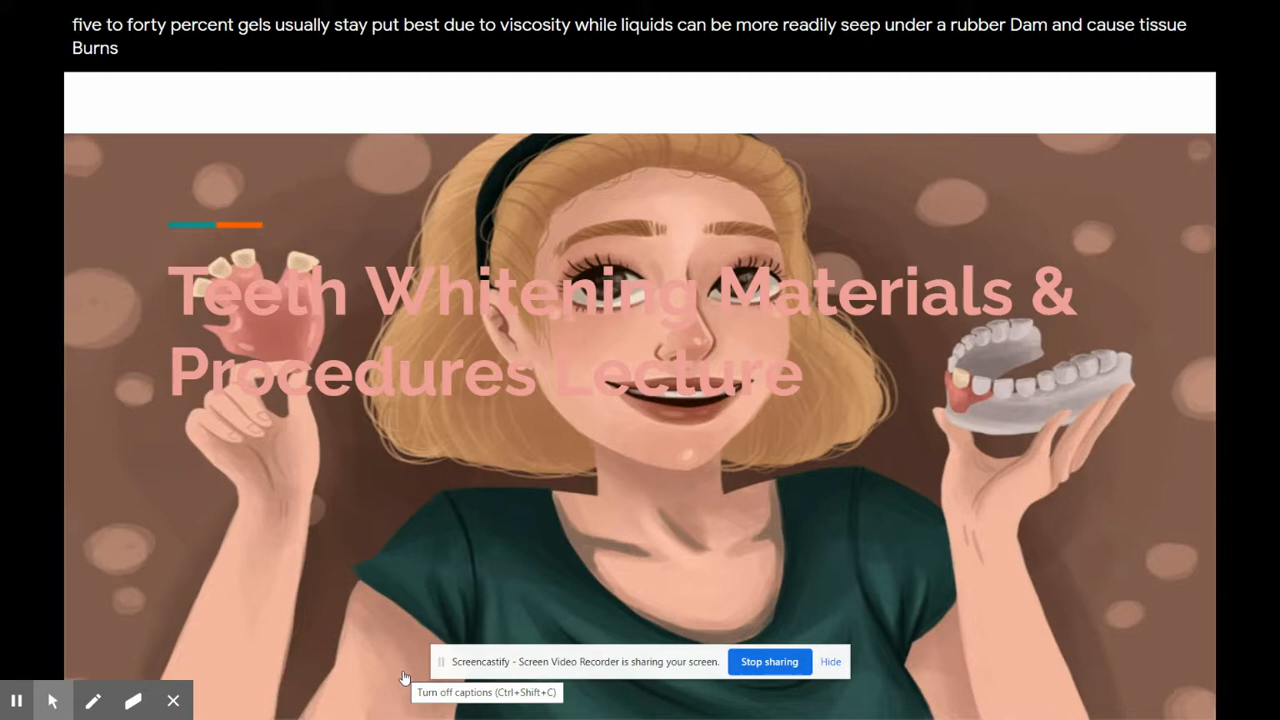 five to forty percent gels usually stay put best due to viscosity while liquids can be more readily seep under a rubber Dam and cause tissue
Burns
Teeth Whitening Materials &
Procedures Lecture
Screencastify - Screen Video Recorder is sharing your screen.
Stop sharing
Hide
Turn off captions (Ctrl+Shift+C)